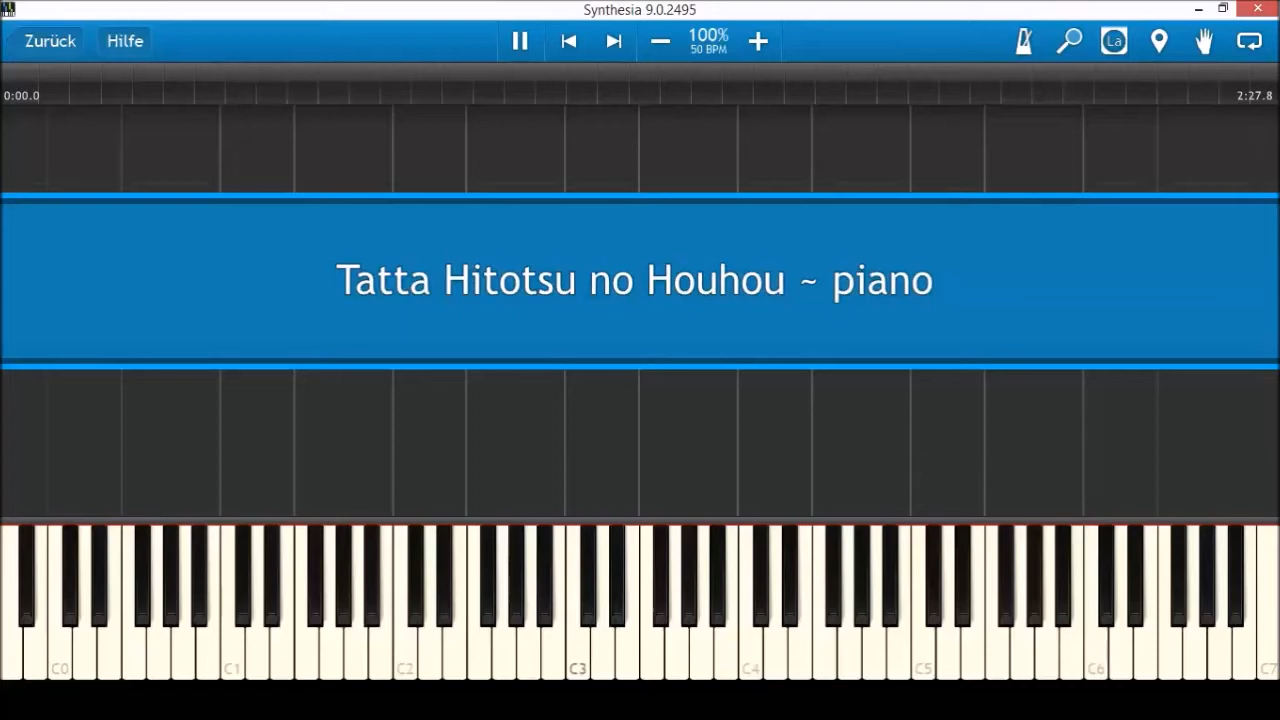 Synthesia 9.0.2495
Zurück
Hilfe
100%
50 BPM
La
0:00.0
2:27.8
Tatta Hitotsu no Houhou ~ piano
C0
C1
C2
C3
C4
C5
C6
C7